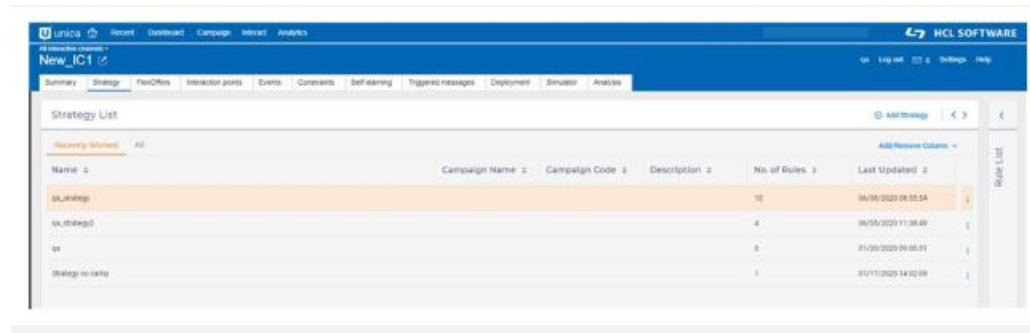 unica Recent Dashboard Campaign Interact Analytics HCL SOFTWARE
All interactive channels >
New_IC1 qa Log out Settings Help
Summary Strategy FlexOffers Interaction points Events Constraints Self learning Triggered messages Deployment Simulator Analysis
Strategy List Add Strategy < > <
Recently Worked All Add/Remove Column
Name Campaign Name Campaign Code Description No. of Rules Last Updated
Rule List
qa_strategy 10
qa_strategy2 4
qa
Strategy no camp 1